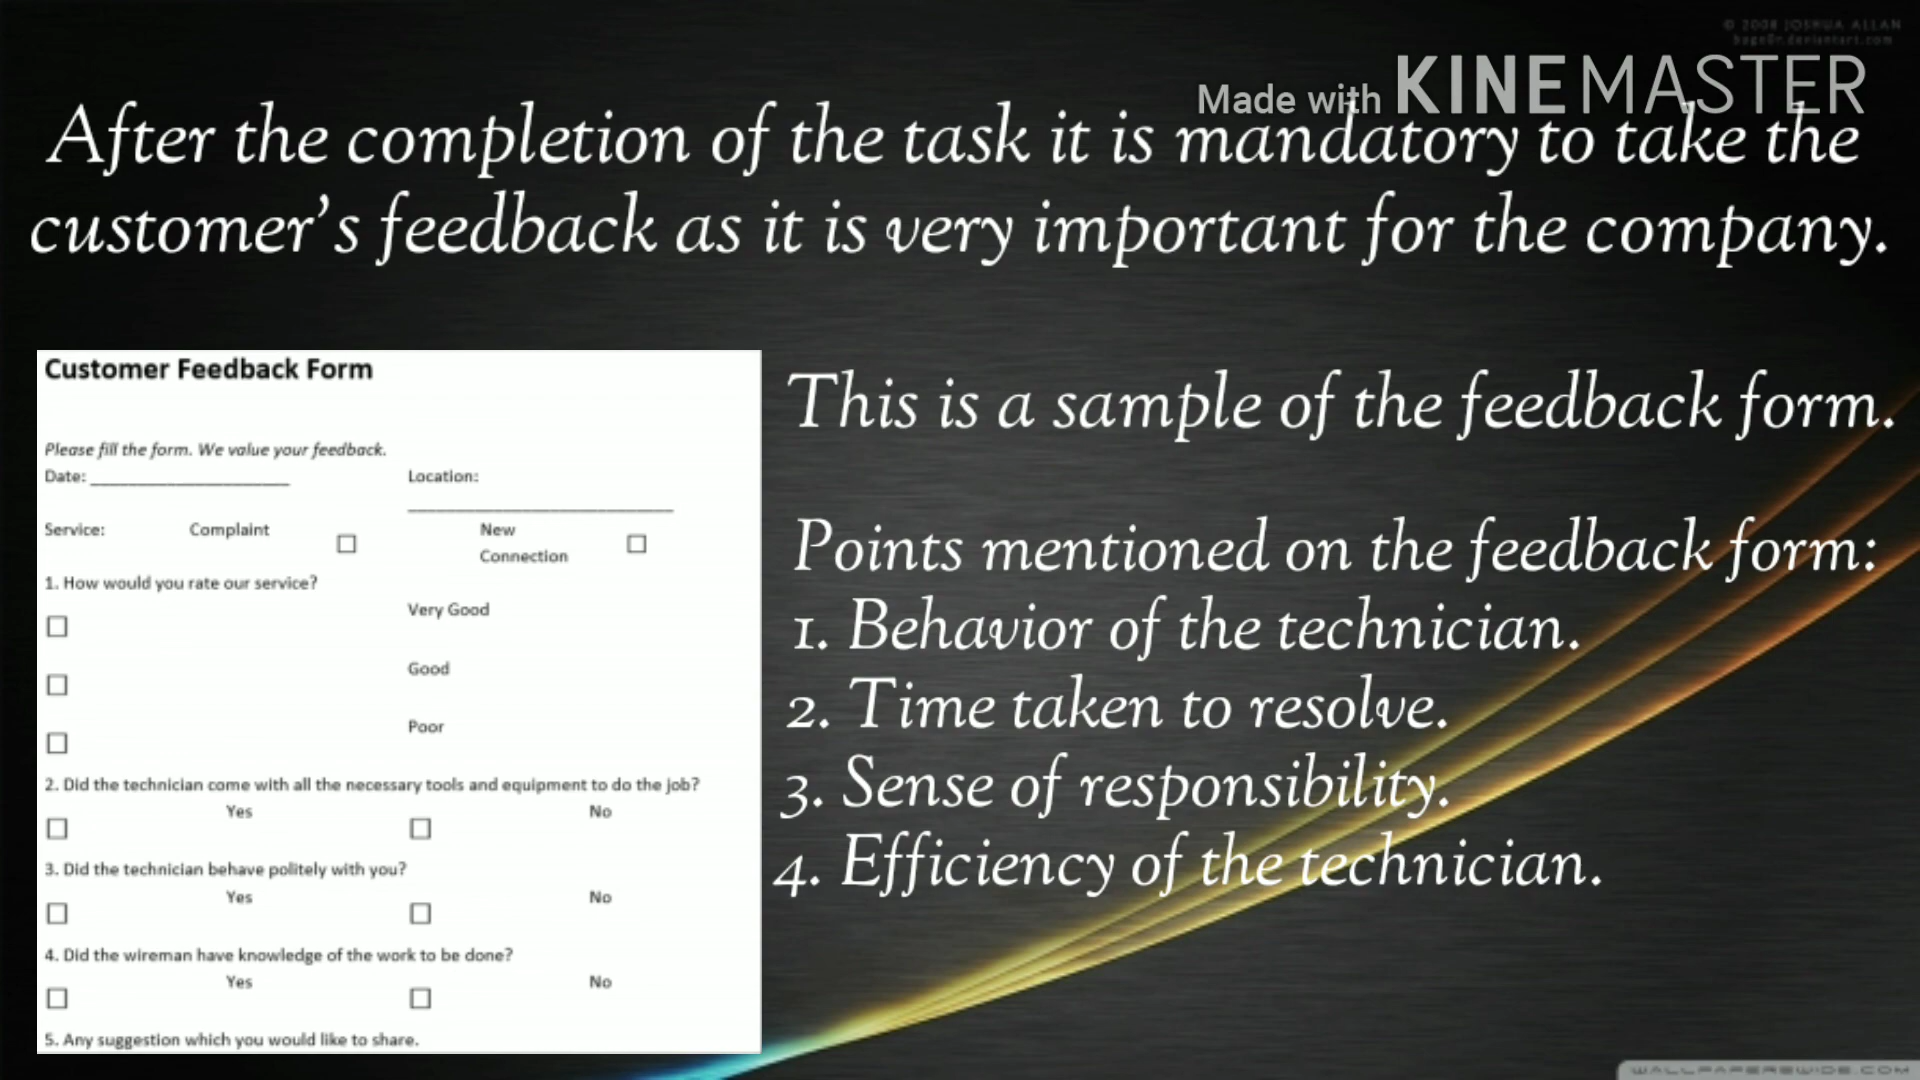 © 2008 JOSHUA ALLAN
Made with KINEMASTER
After the completion of the task it is mandatory to take the
customer's feedback as it is very important for the company.
Customer Feedback Form
Please fill the form. We value your feedback.
Date: ____________________ Location:
___________________________
Service: Complaint ☐ New ☐
Connection
1. How would you rate our service?
☐ Very Good
☐ Good
☐ Poor
2. Did the technician come with all the necessary tools and equipment to do the job?
☐ Yes ☐ No
3. Did the technician behave politely with you?
☐ Yes ☐ No
4. Did the wireman have knowledge of the work to be done?
☐ Yes ☐ No
5. Any suggestion which you would like to share.
This is a sample of the feedback form.
Points mentioned on the feedback form:
1. Behavior of the technician.
2. Time taken to resolve.
3. Sense of responsibility.
4. Efficiency of the technician.
WALLPAPERSWIDE.COM